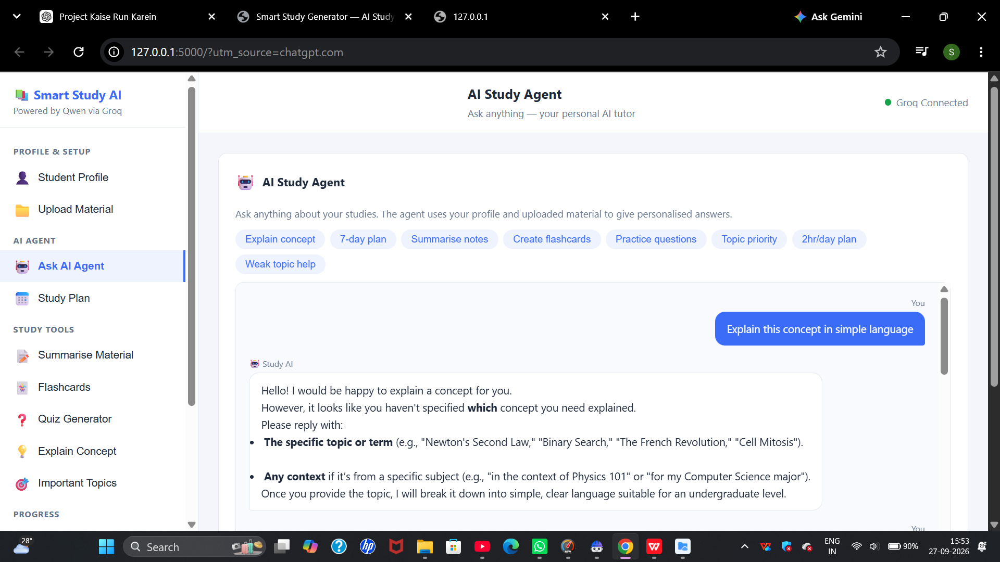 Project Kaise Run Karein
Smart Study Generator — AI Study
127.0.0.1
Ask Gemini
127.0.0.1:5000/?utm_source=chatgpt.com
S
Smart Study AI
Powered by Qwen via Groq
PROFILE & SETUP
Student Profile
Upload Material
AI AGENT
Ask AI Agent
Study Plan
STUDY TOOLS
Summarise Material
Flashcards
Quiz Generator
Explain Concept
Important Topics
PROGRESS
AI Study Agent
Ask anything — your personal AI tutor
Groq Connected
AI Study Agent
Ask anything about your studies. The agent uses your profile and uploaded material to give personalised answers.
Explain concept
7-day plan
Summarise notes
Create flashcards
Practice questions
Topic priority
2hr/day plan
Weak topic help
You
Explain this concept in simple language
Study AI
Hello! I would be happy to explain a concept for you.
However, it looks like you haven't specified which concept you need explained.
Please reply with:
• The specific topic or term (e.g., "Newton's Second Law," "Binary Search," "The French Revolution," "Cell Mitosis").
• Any context if it’s from a specific subject (e.g., "in the context of Physics 101" or "for my Computer Science major").
Once you provide the topic, I will break it down into simple, clear language suitable for an undergraduate level.
You
28°
Search
hp
ENG
IN
90%
15:53
27-09-2026